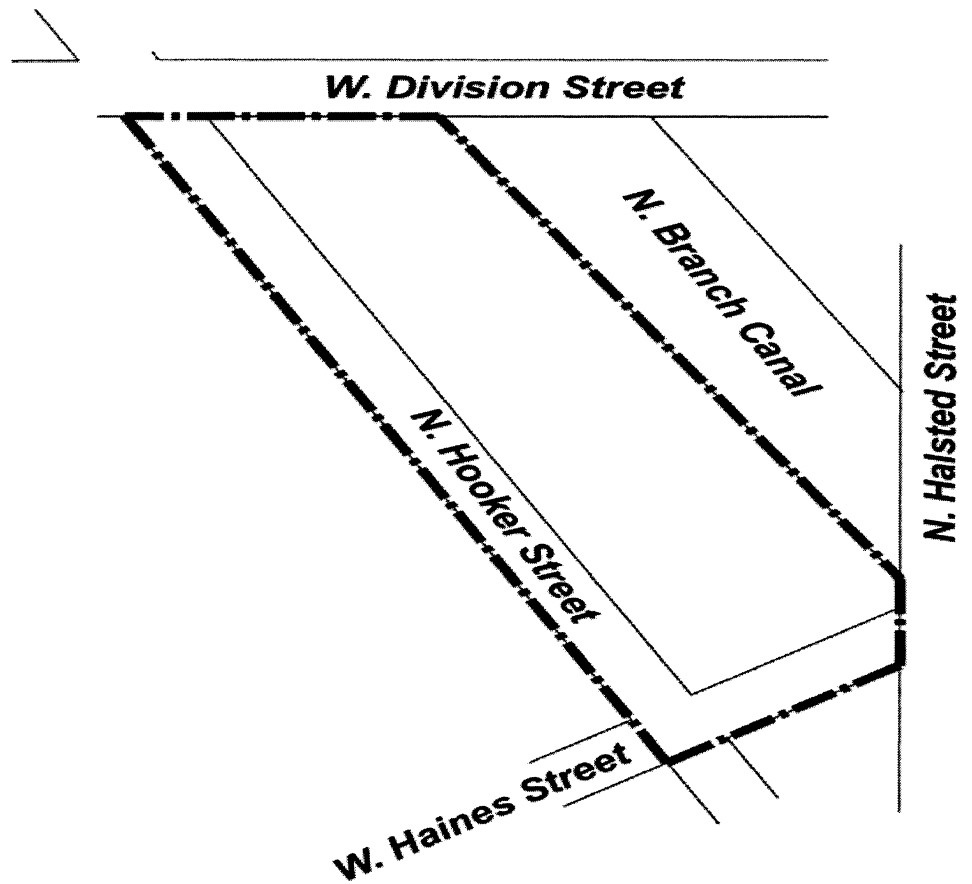 W. Division Street
N. Branch Canal
N. Halsted Street
N. Hooker Street
W. Haines Street